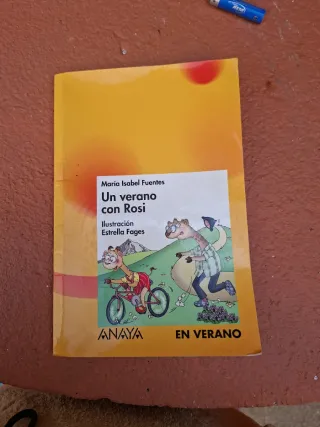 María Isabel Fuentes
Un verano
con Rosi
Ilustración
Estrella Fages
ANAYA
EN VERANO